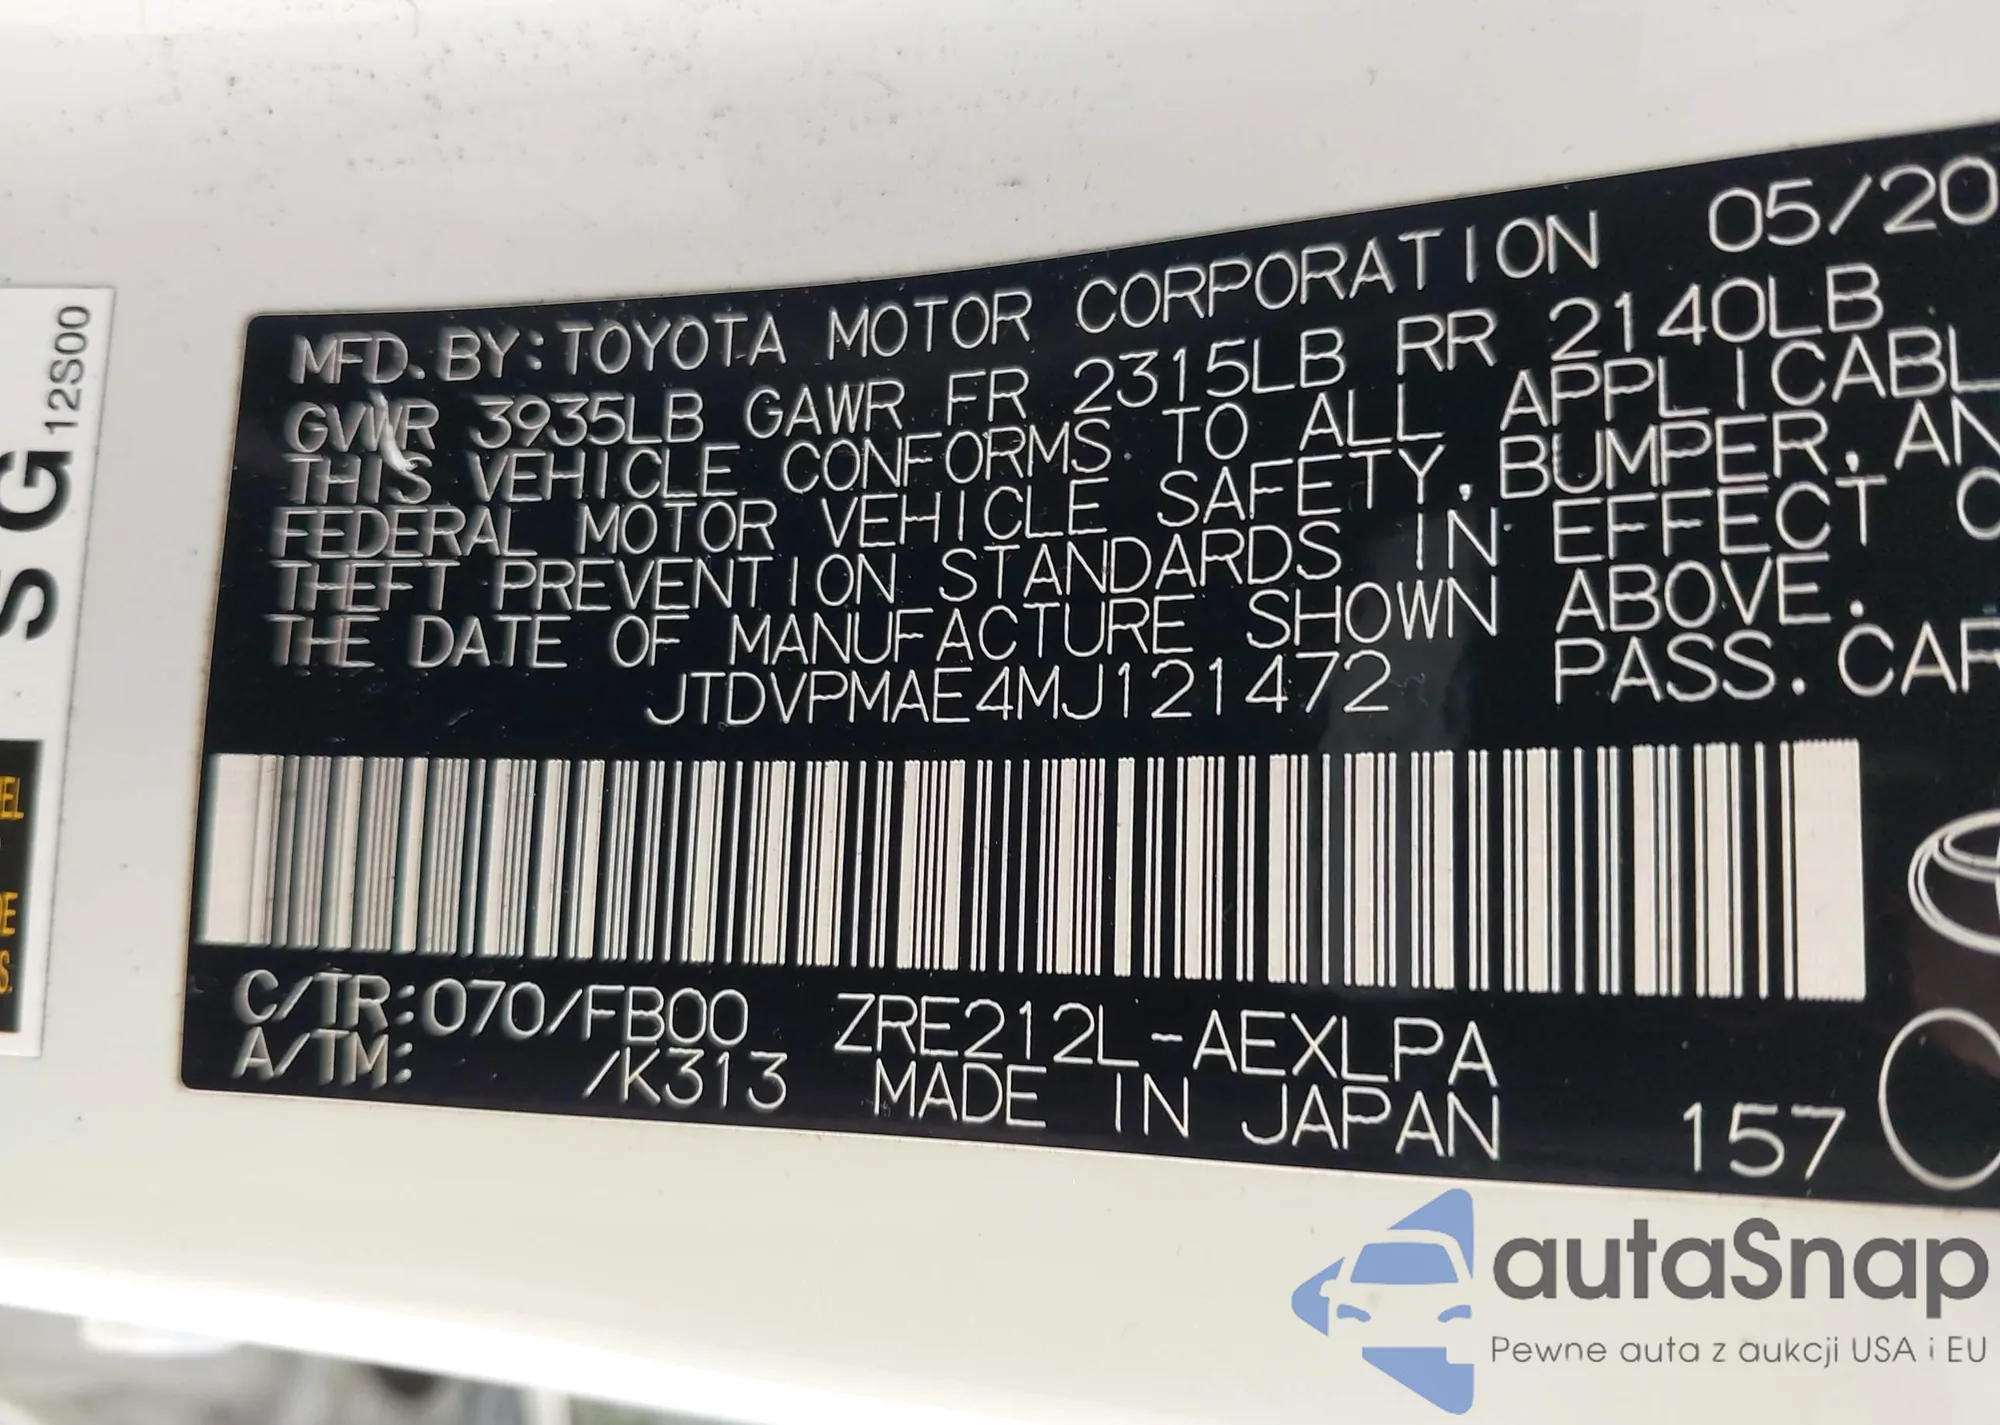 MFD. BY: TOYOTA MOTOR CORPORATION 05/20
GVWR 3935LB GAWR FR 2315LB RR 2140LB
THIS VEHICLE CONFORMS TO ALL APPLICABL
FEDERAL MOTOR VEHICLE SAFETY, BUMPER, AN
THEFT PREVENTION STANDARDS IN EFFECT O
THE DATE OF MANUFACTURE SHOWN ABOVE.
JTDVPMAE4MJ121472 PASS. CAR
C/TR: 070/FB00 ZRE212L-AEXLPA
A/TM: /K313 MADE IN JAPAN 157
S G 12S00
EL
DE
S.
autaSnap
Pewne auta z aukcji USA i EU